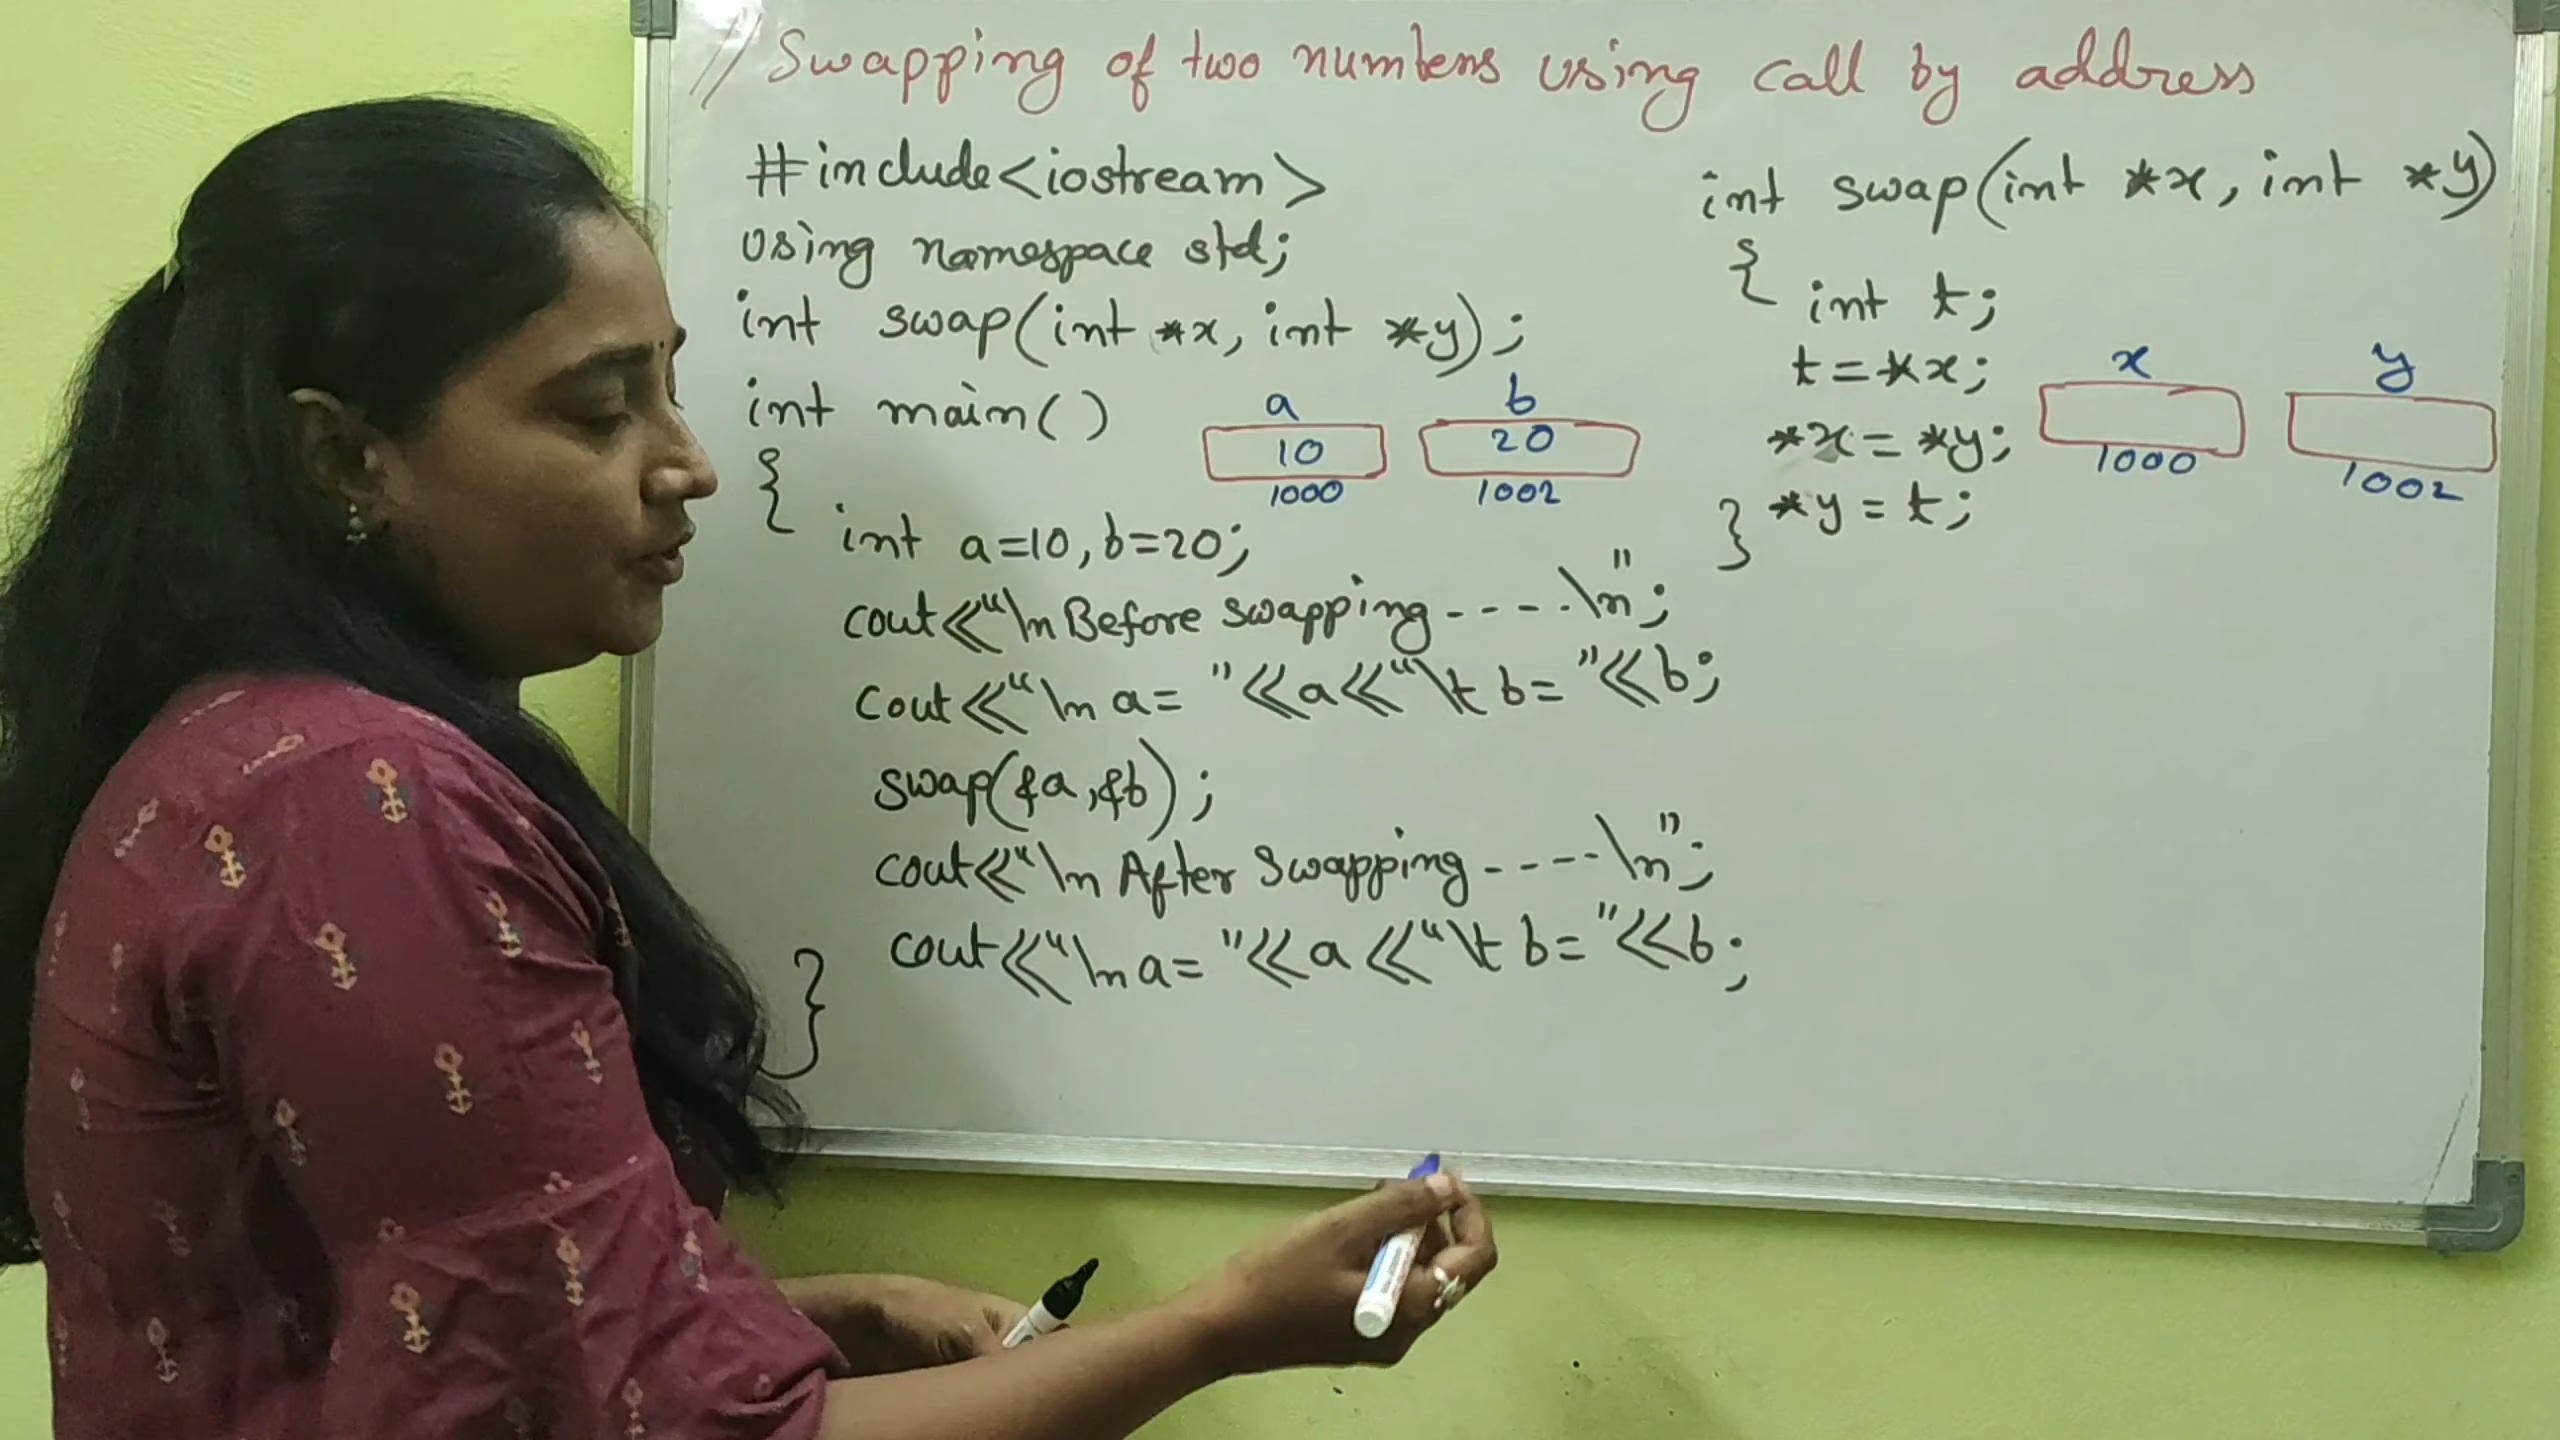 // Swapping of two numbers using call by address
#include<iostream>
using namespace std;
int swap(int *x, int *y);
int main()
{
a b
10 20
1000 1002
int a=10, b=20;
cout<<"\n Before swapping-----\n";
cout<<"\n a= "<<a<<"\t b= "<<b;
swap(&a,&b);
cout<<"\n After Swapping-----\n";
cout<<"\n a= "<<a<<"\t b= "<<b;
}
int swap(int *x, int *y)
{ int t;
t=*x;
*x=*y;
*y=t;
}
x y
1000 1002